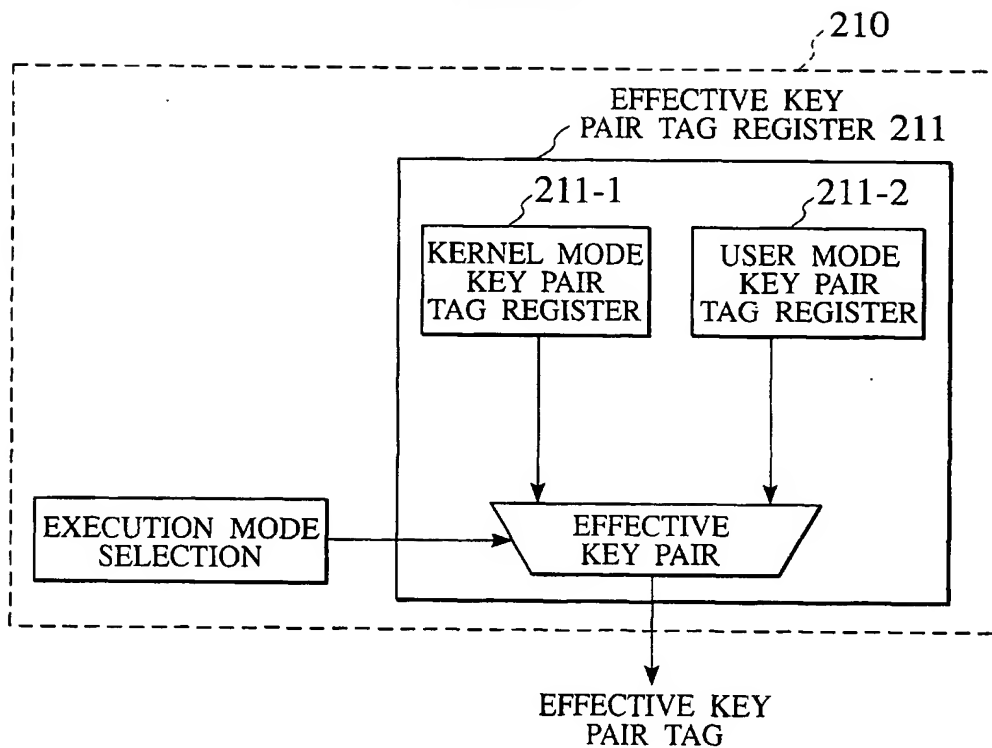 210
EFFECTIVE KEY
PAIR TAG REGISTER 211
211-1
211-2
KERNEL MODE
KEY PAIR
TAG REGISTER
USER MODE
KEY PAIR
TAG REGISTER
EXECUTION MODE
SELECTION
EFFECTIVE
KEY PAIR
EFFECTIVE KEY
PAIR TAG